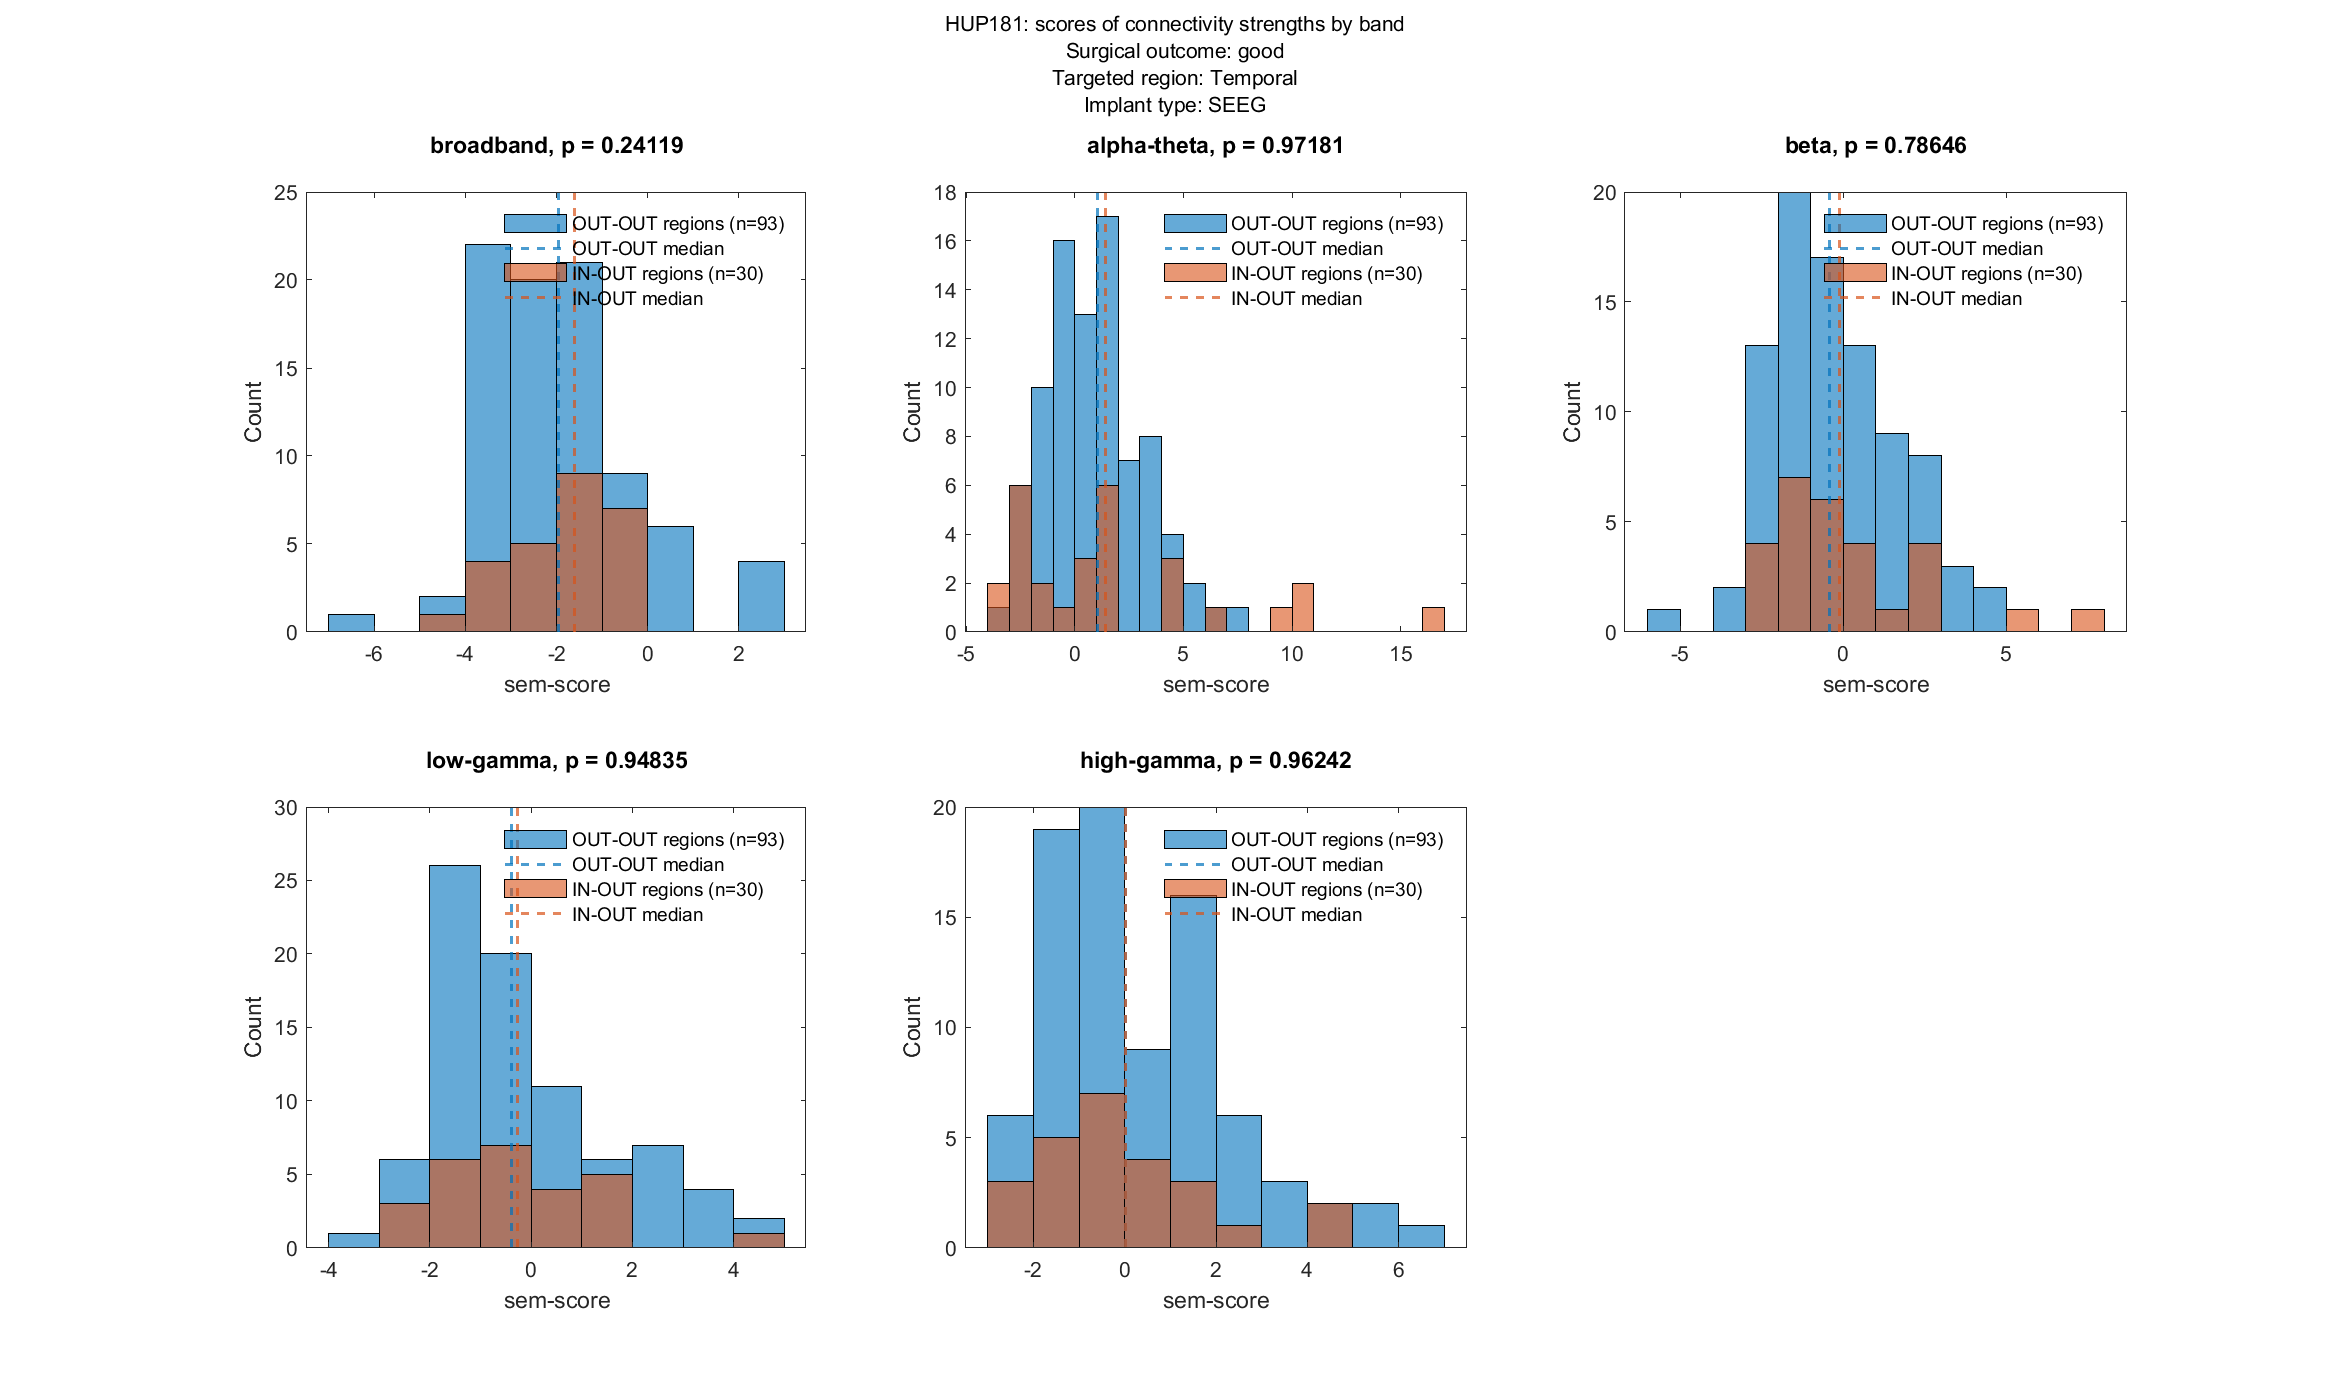 HUP181: scores of connectivity strengths by band
Surgical outcome: good
Targeted region: Temporal
Implant type: SEEG
broadband, p = 0.24119
25
20
15
10
5
0
Count
OUT-OUT regions (n=93)
OUT-OUT median
IN-OUT regions (n=30)
IN-OUT median
-6 -4 -2 0 2
sem-score
alpha-theta, p = 0.97181
18
16
14
12
10
8
6
4
2
0
Count
OUT-OUT regions (n=93)
OUT-OUT median
IN-OUT regions (n=30)
IN-OUT median
-5 0 5 10 15
sem-score
beta, p = 0.78646
20
15
10
5
0
Count
OUT-OUT regions (n=93)
OUT-OUT median
IN-OUT regions (n=30)
IN-OUT median
-5 0 5
sem-score
low-gamma, p = 0.94835
30
25
20
15
10
5
0
Count
OUT-OUT regions (n=93)
OUT-OUT median
IN-OUT regions (n=30)
IN-OUT median
-4 -2 0 2 4
sem-score
high-gamma, p = 0.96242
20
15
10
5
0
Count
OUT-OUT regions (n=93)
OUT-OUT median
IN-OUT regions (n=30)
IN-OUT median
-2 0 2 4 6
sem-score